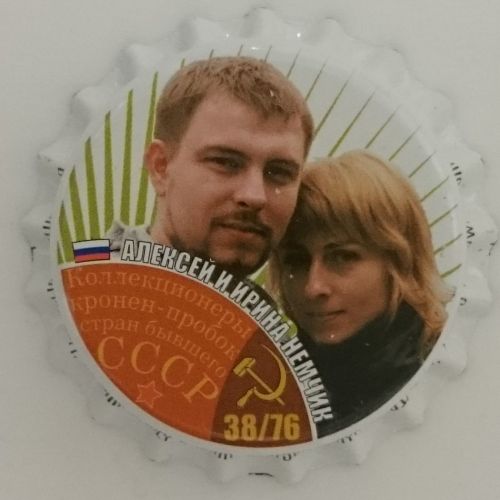 АЛЕКСЕЙ И ИРИНА НЕМЧИК
Коллекционеры
кронен-пробок
стран бывшего
СССР
38/76